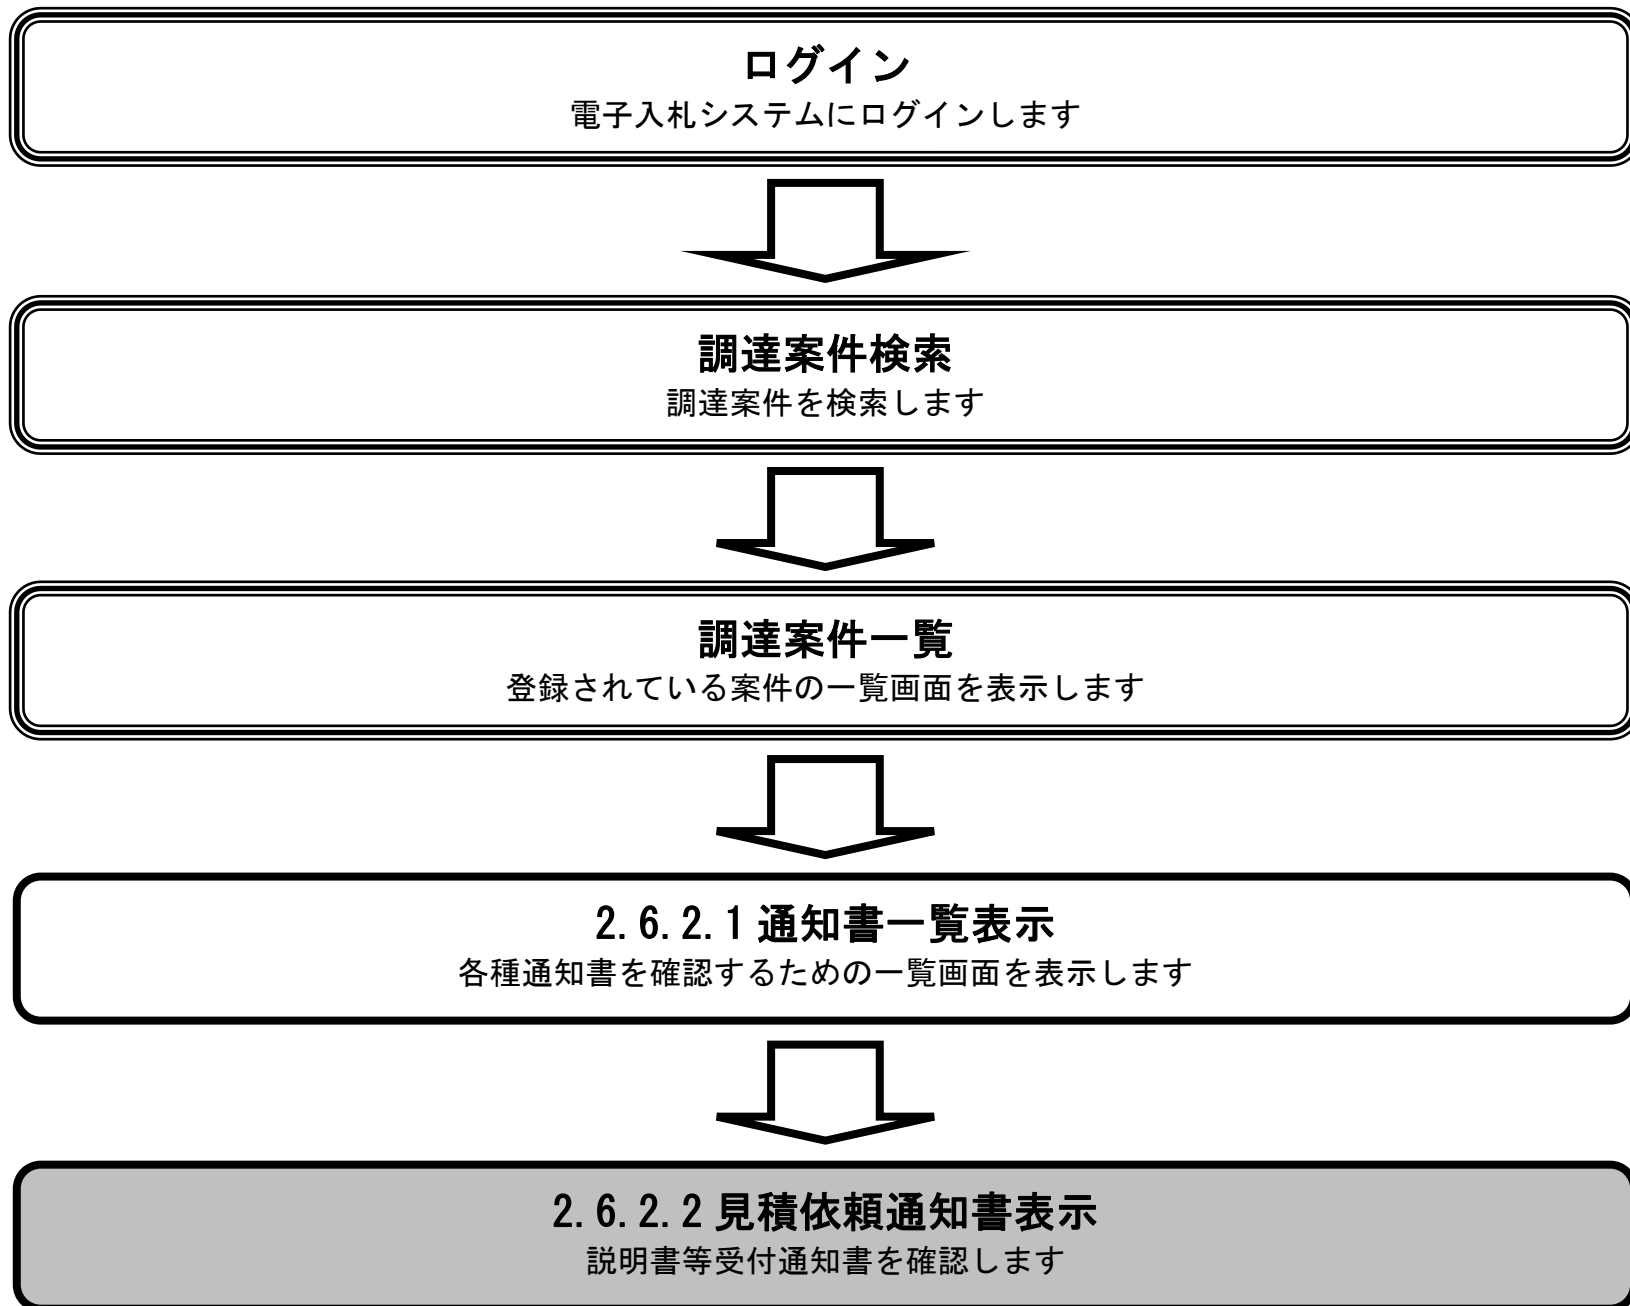 ログイン
電子入札システムにログインします
調達案件検索
調達案件を検索します
調達案件一覧
登録されている案件の一覧画面を表示します
2.6.2.1 通知書一覧表示
各種通知書を確認するための一覧画面を表示します
2.6.2.2 見積依頼通知書表示
説明書等受付通知書を確認します